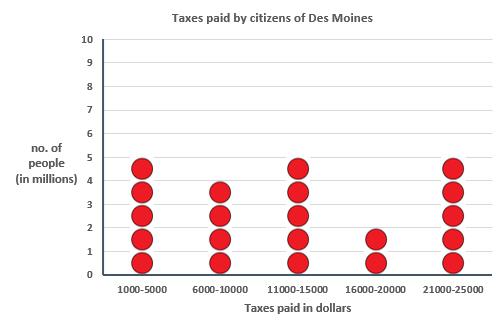 Taxes paid by citizens of Des Moines
10
9
8
7
6
5
4
3
2
1
0
no. of
people
(in millions)
1000-5000 6000-10000 11000-15000 16000-20000 21000-25000
Taxes paid in dollars